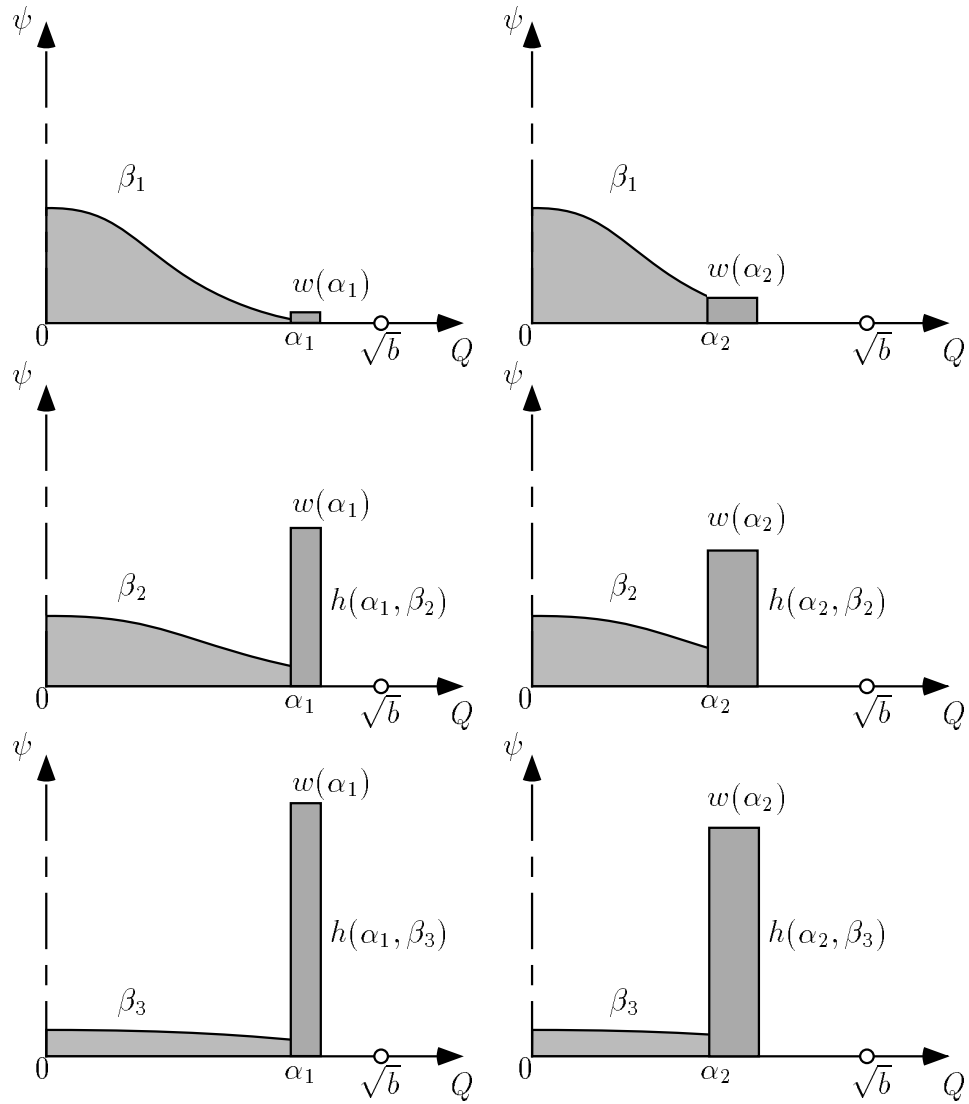 ψ ψ
β₁ β₁
w(α₁) w(α₂)
0 α₁ √b Q 0 α₂ √b Q
ψ ψ
w(α₁) w(α₂)
β₂ h(α₁, β₂) β₂ h(α₂, β₂)
0 α₁ √b Q 0 α₂ √b Q
ψ ψ
w(α₁) w(α₂)
h(α₁, β₃) h(α₂, β₃)
β₃ β₃
0 α₁ √b Q 0 α₂ √b Q